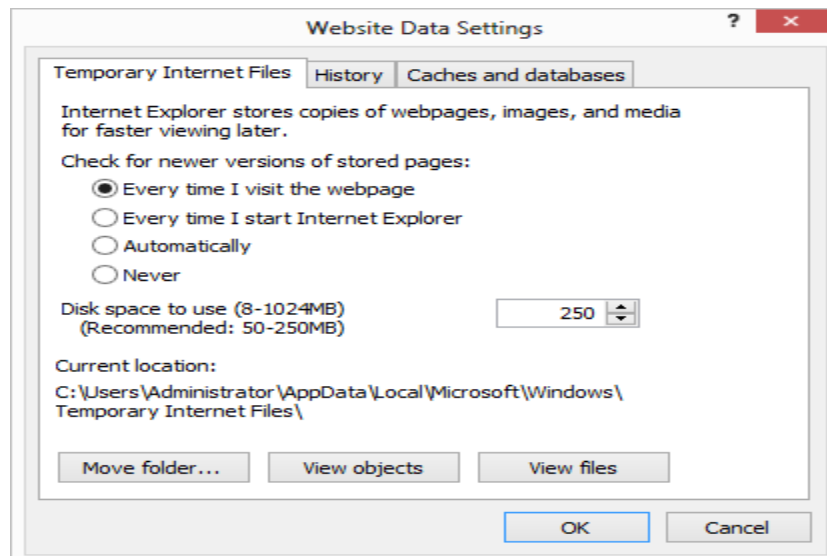 Website Data Settings
?
Temporary Internet Files
History
Caches and databases
Internet Explorer stores copies of webpages, images, and media
for faster viewing later.
Check for newer versions of stored pages:
Every time I visit the webpage
Every time I start Internet Explorer
Automatically
Never
Disk space to use (8-1024MB)
250
(Recommended: 50-250MB)
Current location:
C:\Users\Administrator\AppData\Local\Microsoft\Windows\
Temporary Internet Files\
Move folder...
View objects
View files
OK
Cancel